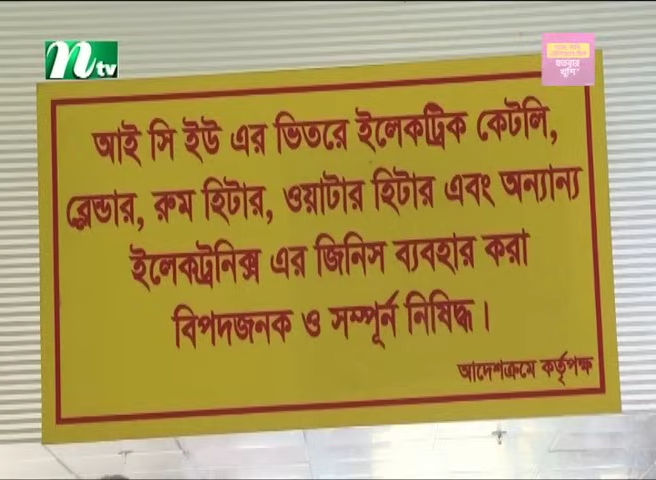 ntv
আই সি ইউ এর ভিতরে ইলেকট্রিক কেটলি,
ব্লেন্ডার, রুম হিটার, ওয়াটার হিটার এবং অন্যান্য
ইলেকট্রনিক্স এর জিনিস ব্যবহার করা
বিপদজনক ও সম্পূর্ন নিষিদ্ধ।
আদেশক্রমে কর্তৃপক্ষ